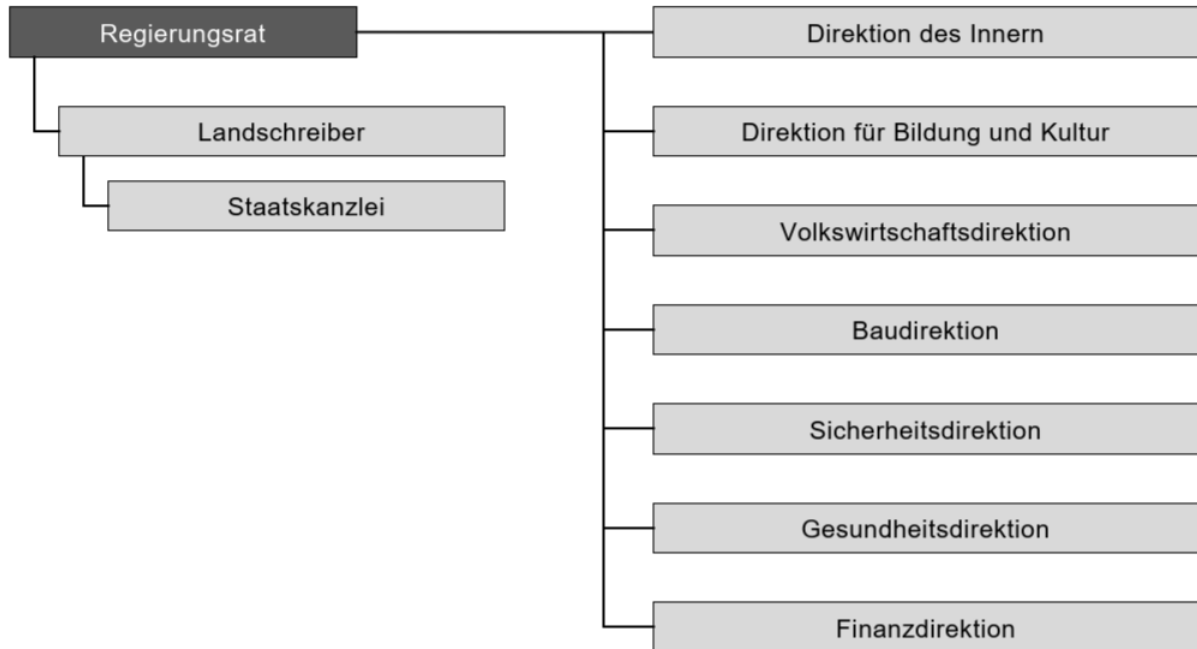 Regierungsrat
Landschreiber
Staatskanzlei
Direktion des Innern
Direktion für Bildung und Kultur
Volkswirtschaftsdirektion
Baudirektion
Sicherheitsdirektion
Gesundheitsdirektion
Finanzdirektion